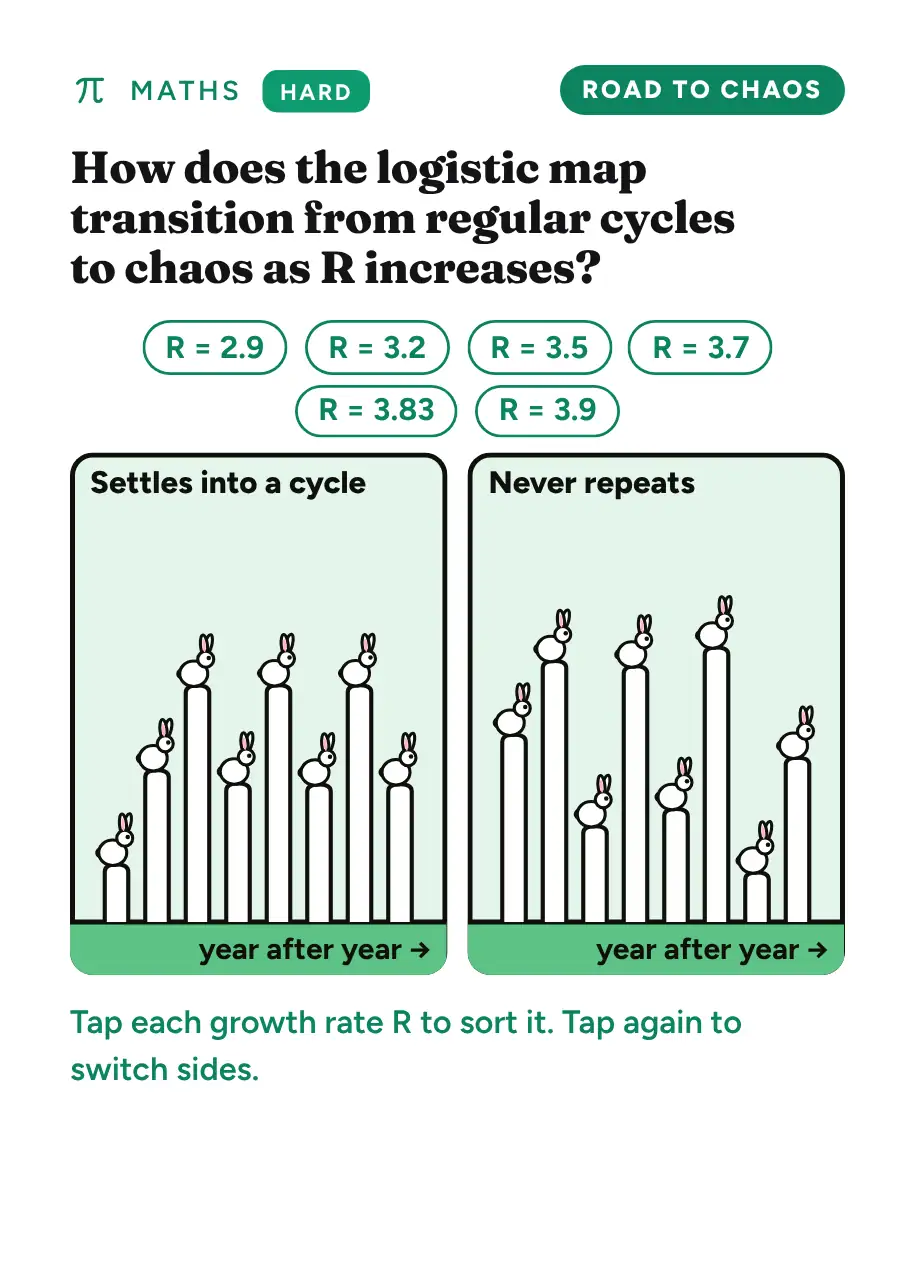 π MATHS HARD
ROAD TO CHAOS
How does the logistic map
transition from regular cycles
to chaos as R increases?
R = 2.9 R = 3.2 R = 3.5 R = 3.7
R = 3.83 R = 3.9
Settles into a cycle
Never repeats
year after year →
year after year →
Tap each growth rate R to sort it. Tap again to
switch sides.